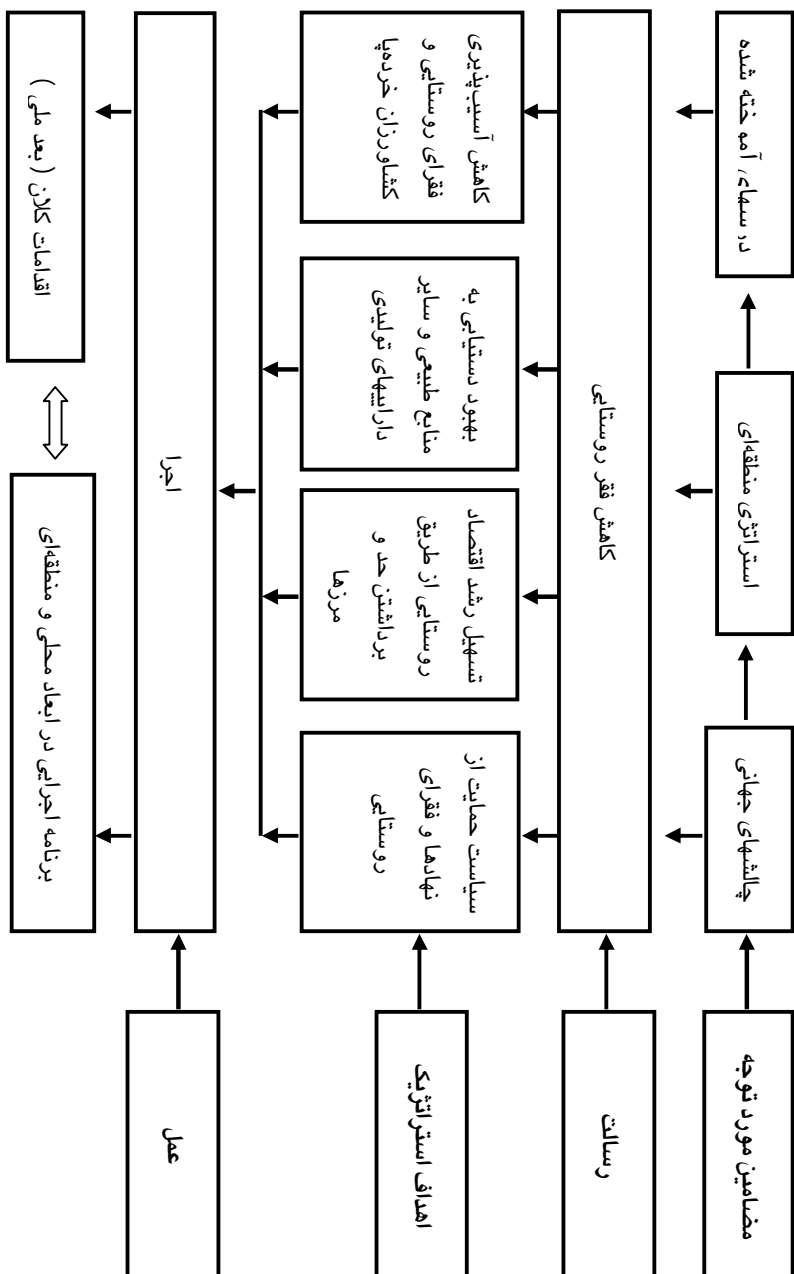 مضامین مورد توجه
چالشهای جهانی
استراتژی منطقه‌ای
درسهای آموخته شده
رسالت
کاهش فقر روستایی
اهداف استراتژیک
سیاست حمایت از
نهادها و فقرای
روستایی
تسهیل رشد اقتصاد
روستایی از طریق
برداشتن حد و
مرزها
بهبود دستیابی به
منابع طبیعی و سایر
داراییهای تولیدی
کاهش آسیب‌پذیری
فقرای روستایی و
کشاورزان خرده‌پا
عمل
اجرا
برنامه اجرایی در ابعاد محلی و منطقه‌ای
اقدامات کلان ( بعد ملی )